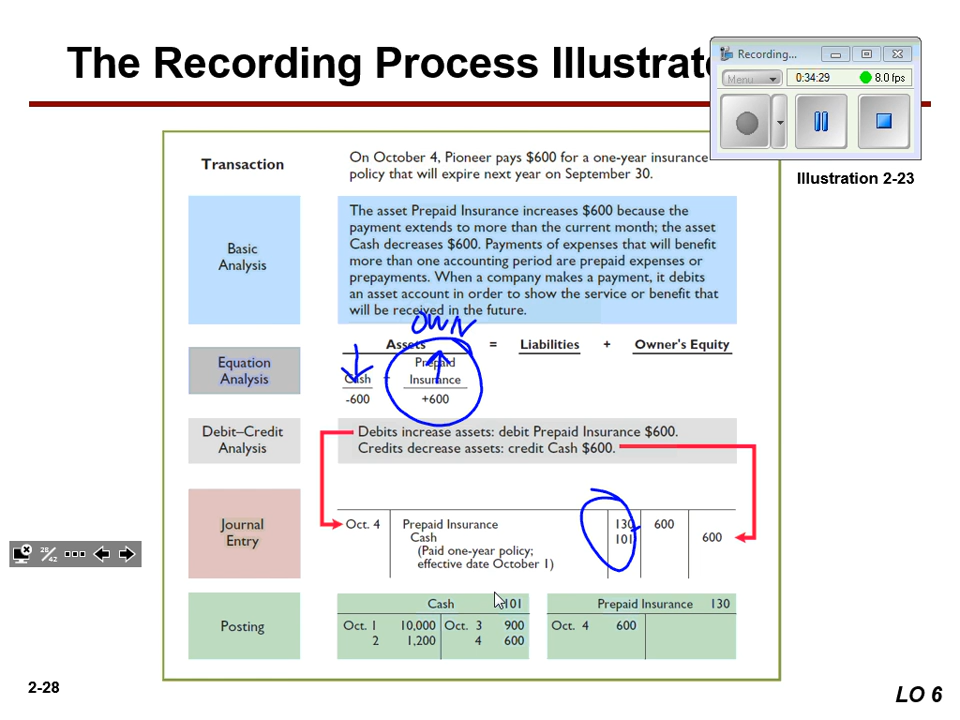 The Recording Process Illustrat
Recording...
Menu
0:34:29
8.0 fps
Illustration 2-23
Transaction
On October 4, Pioneer pays $600 for a one-year insurance
policy that will expire next year on September 30.
Basic
Analysis
The asset Prepaid Insurance increases $600 because the
payment extends to more than the current month; the asset
Cash decreases $600. Payments of expenses that will benefit
more than one accounting period are prepaid expenses or
prepayments. When a company makes a payment, it debits
an asset account in order to show the service or benefit that
will be received in the future.
OWN
Equation
Analysis
Assets = Liabilities + Owner's Equity
Prepaid
Cash + Insurance
-600 +600
Debit–Credit
Analysis
Debits increase assets: debit Prepaid Insurance $600.
Credits decrease assets: credit Cash $600.
Journal
Entry
Oct. 4 Prepaid Insurance 130 600
Cash 101 600
(Paid one-year policy;
effective date October 1)
Posting
Cash 101
Oct. 1 10,000 Oct. 3 900
2 1,200 4 600
Prepaid Insurance 130
Oct. 4 600
28/42
2-28
LO 6